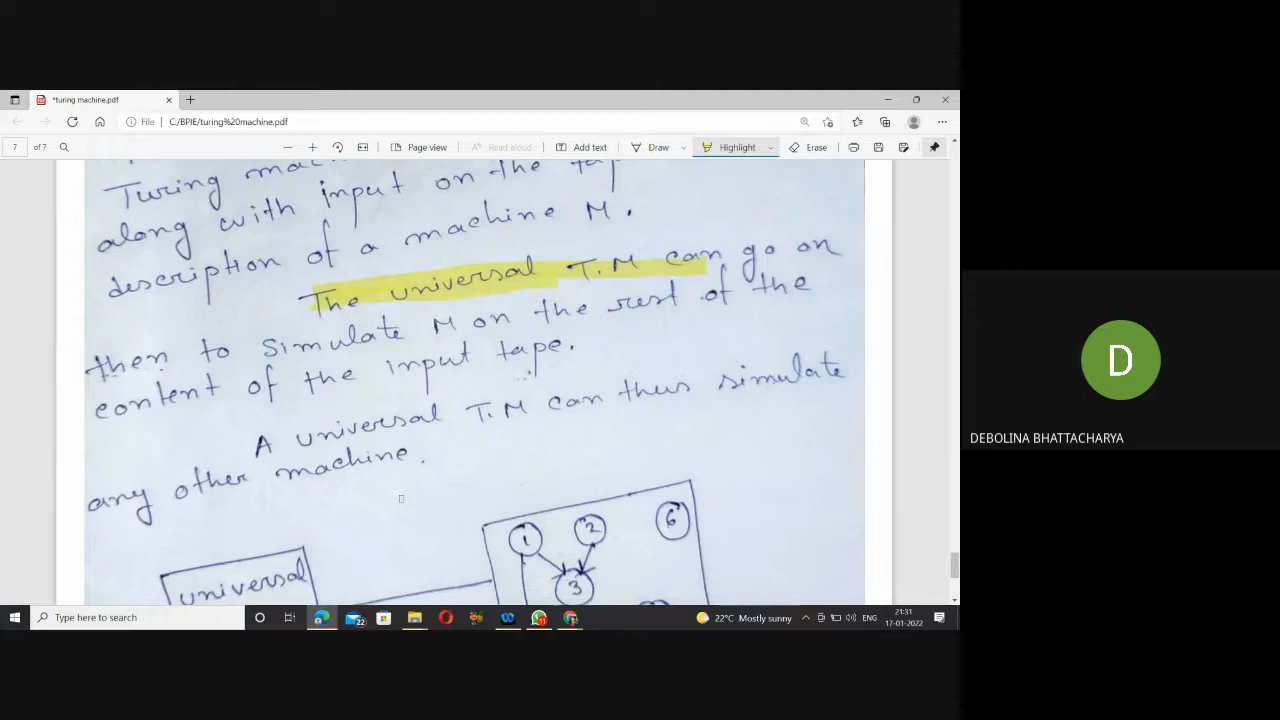 *turing machine.pdf
File C:/BPIE/turing%20machine.pdf
7 of 7 Page view Read aloud Add text Draw Highlight Erase
Turing
along with input on the
description of a machine M.
The universal T.M can go on
then to simulate M on the rest of the
content of the input tape.
A universal T.M can thus simulate
any other machine.
1 2 6
3
universal
D
DEBOLINA BHATTACHARYA
Type here to search
22
11
22°C Mostly sunny
ENG
21:31
17-01-2022